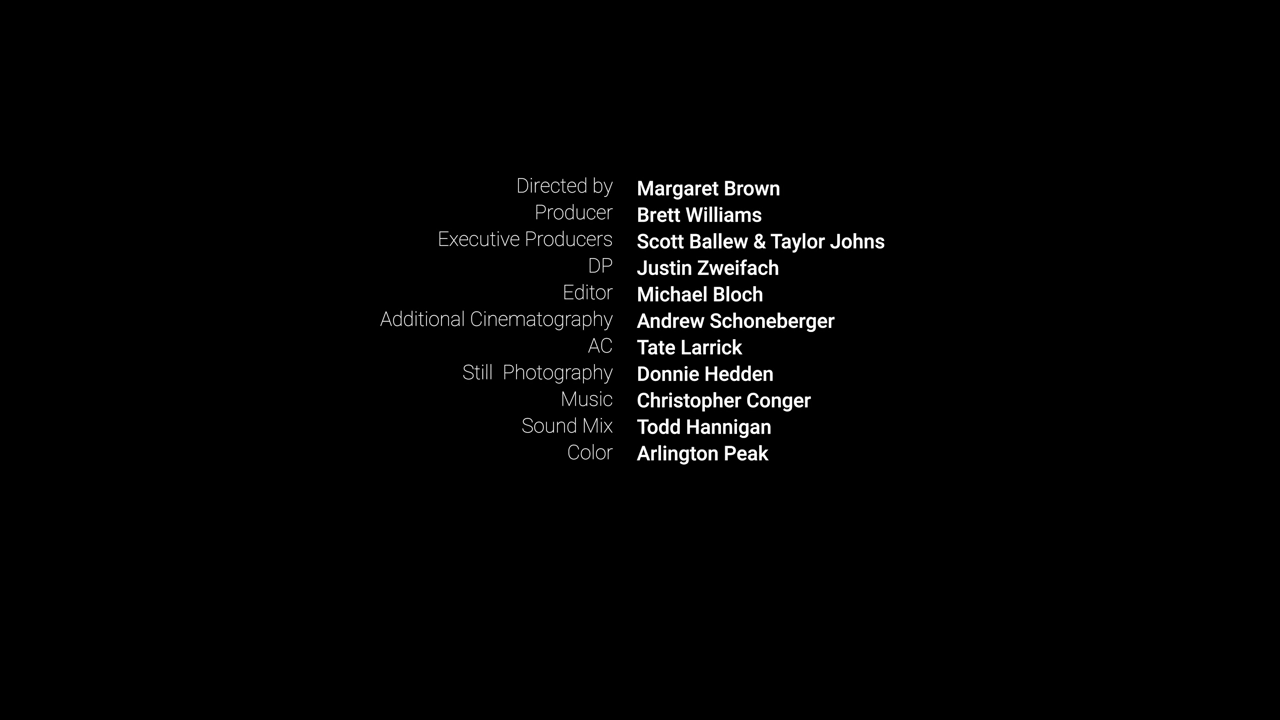 Directed by Margaret Brown
Producer Brett Williams
Executive Producers Scott Ballew & Taylor Johns
DP Justin Zweifach
Editor Michael Bloch
Additional Cinematography Andrew Schoneberger
AC Tate Larrick
Still  Photography Donnie Hedden
Music Christopher Conger
Sound Mix Todd Hannigan
Color Arlington Peak